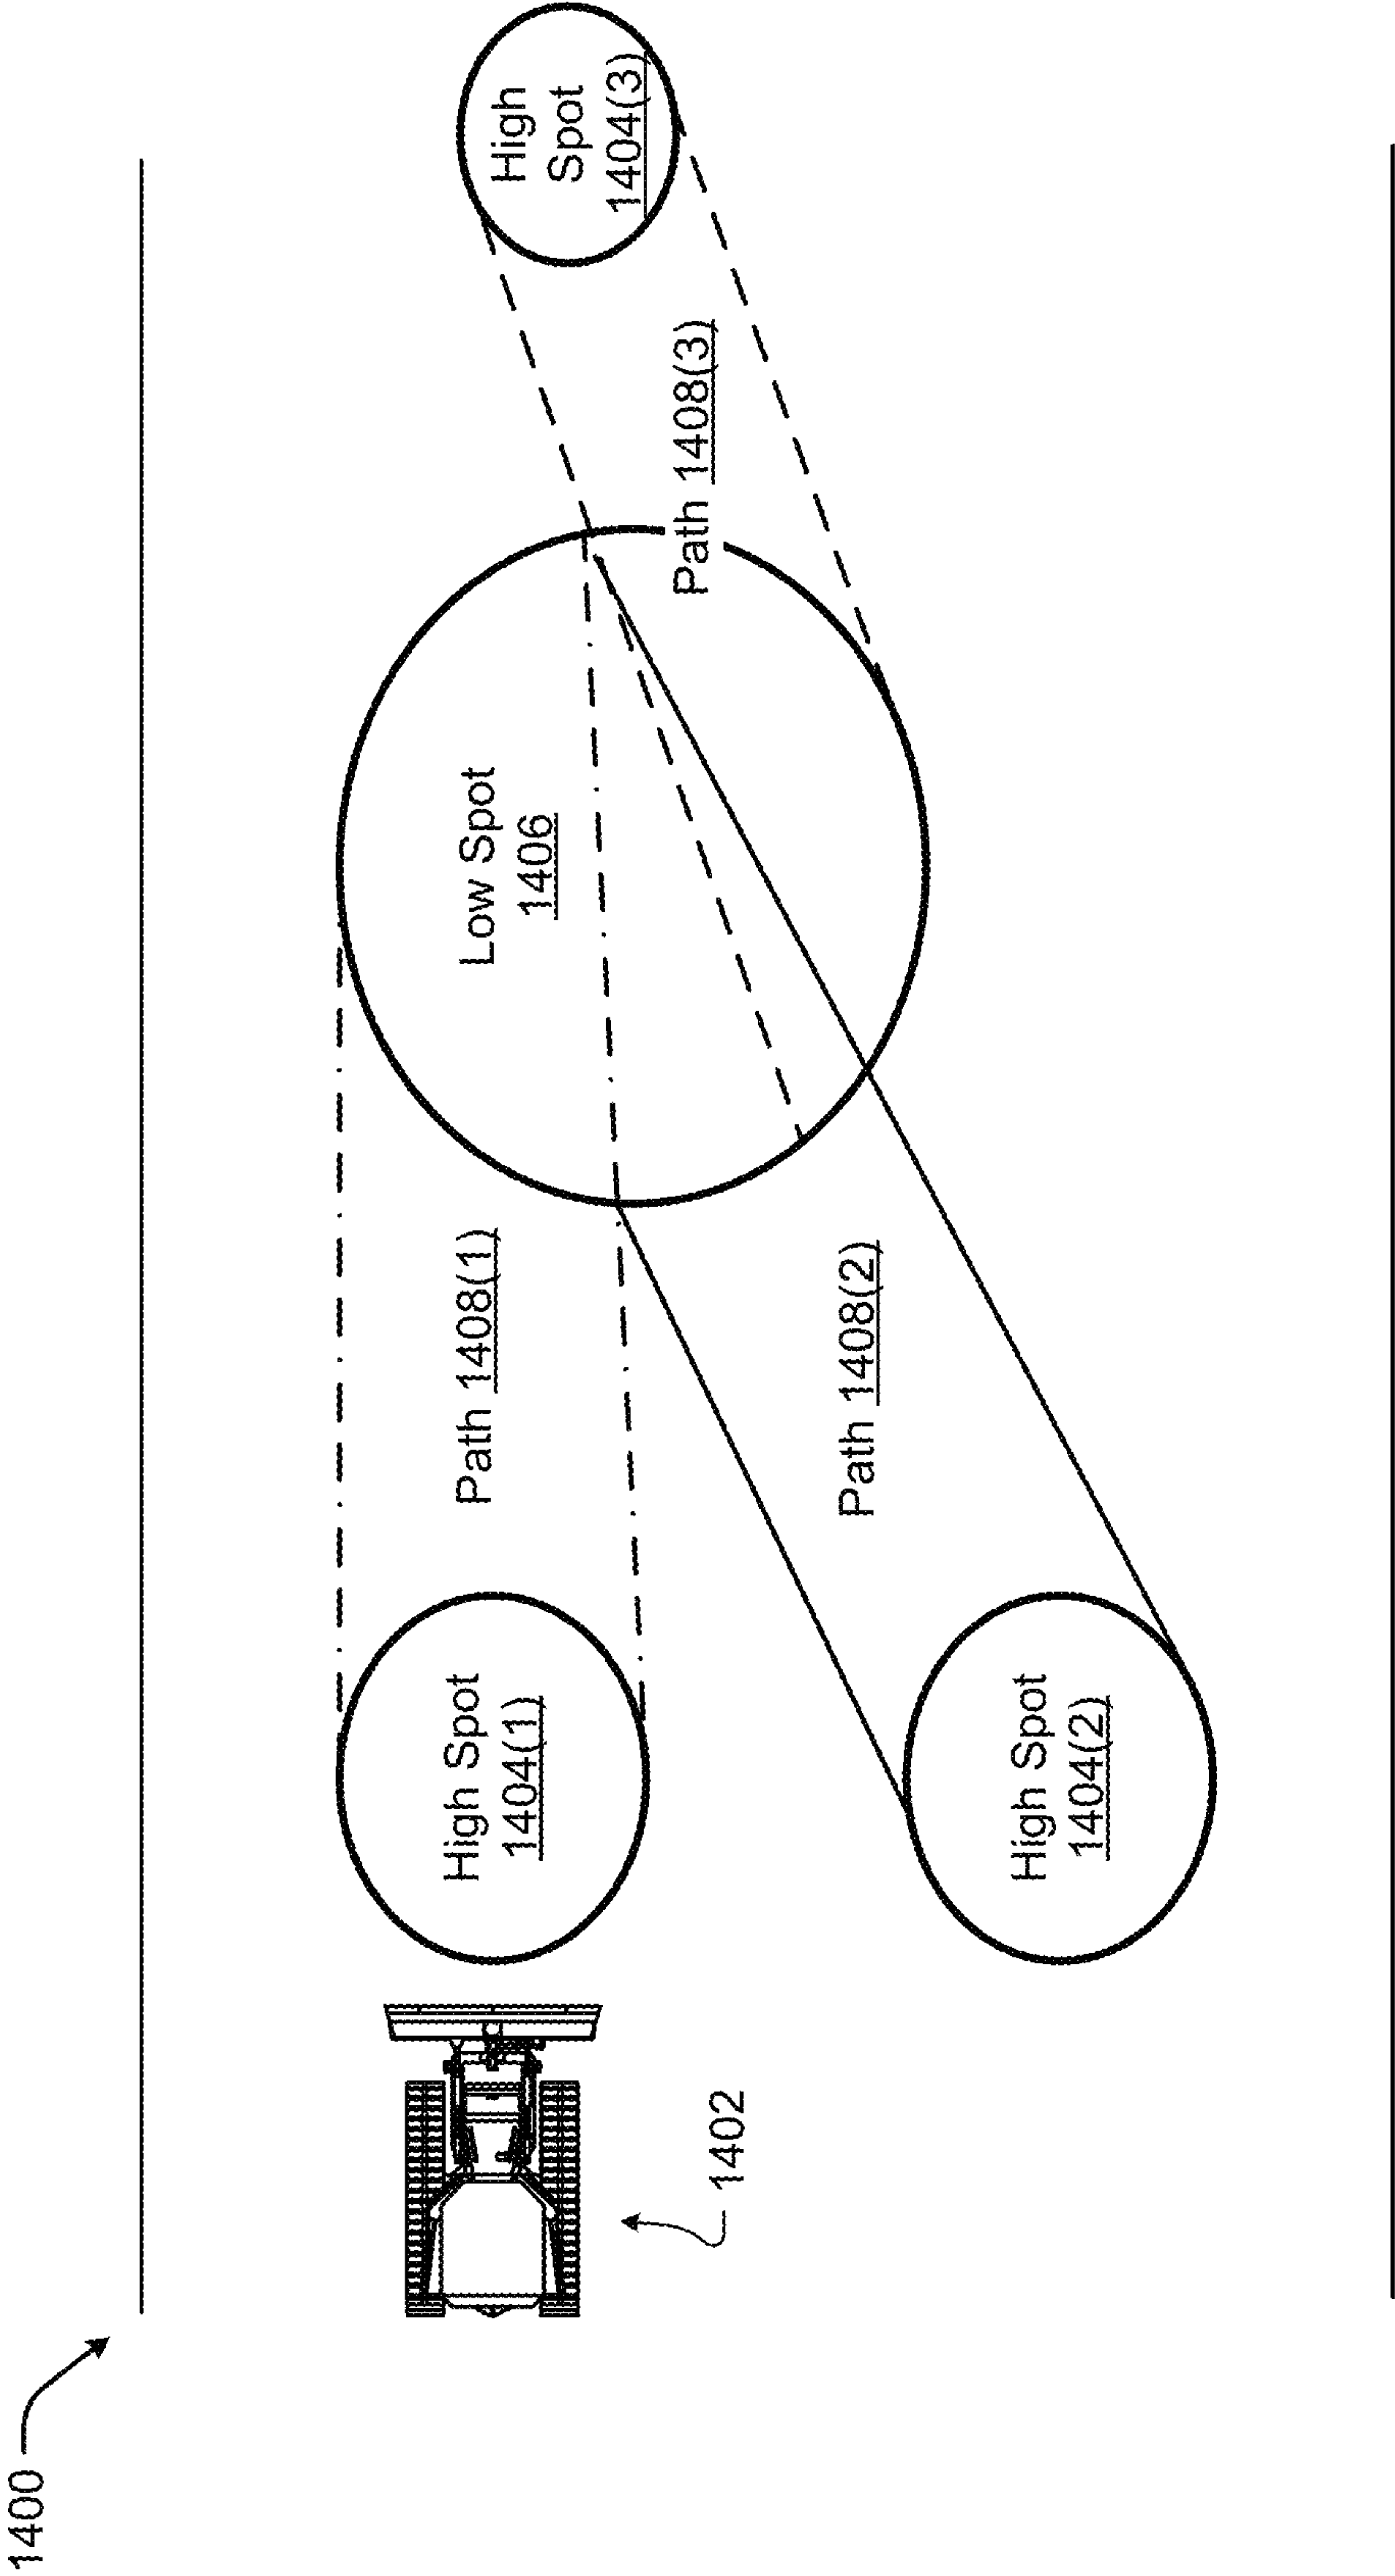 1400
High Spot
1404(1)
Path 1408(1)
Low Spot
1406
High
Spot
1404(3)
Path 1408(3)
1402
Path 1408(2)
High Spot
1404(2)